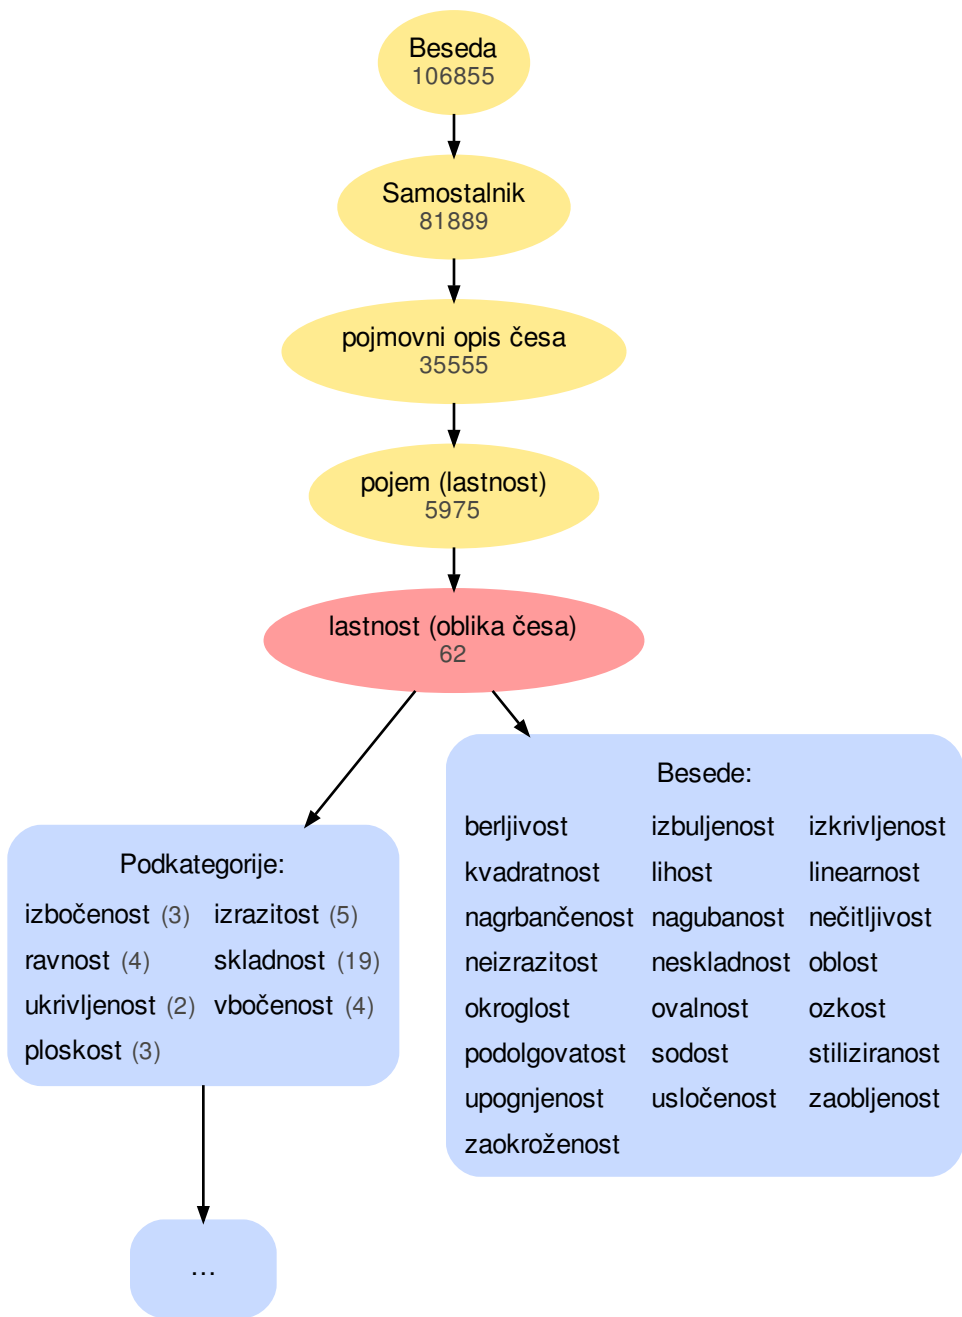 Beseda
106855
Samostalnik
81889
pojmovni opis česa
35555
pojem (lastnost)
5975
lastnost (oblika česa)
62
Podkategorije:
izbočenost (3) izrazitost (5)
ravnost (4) skladnost (19)
ukrivljenost (2) vbočenost (4)
ploskost (3)
...
Besede:
berljivost izbuljenost izkrivljenost
kvadratnost lihost linearnost
nagrbančenost nagubanost nečitljivost
neizrazitost neskladnost oblost
okroglost ovalnost ozkost
podolgovatost sodost stiliziranost
upognjenost usločenost zaobljenost
zaokroženost